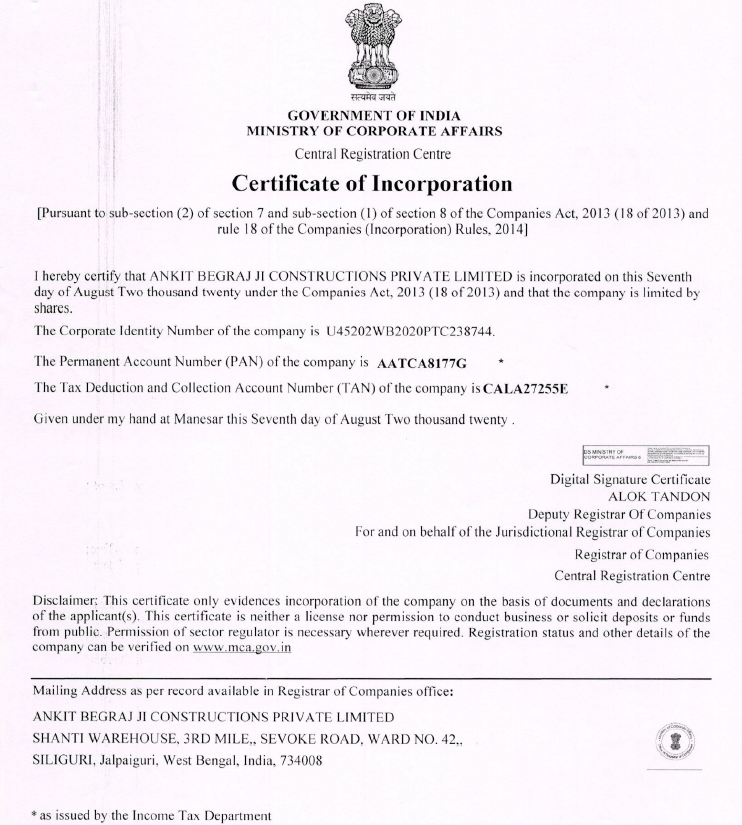 सत्यमेव जयते
GOVERNMENT OF INDIA
MINISTRY OF CORPORATE AFFAIRS
Central Registration Centre
Certificate of Incorporation
[Pursuant to sub-section (2) of section 7 and sub-section (1) of section 8 of the Companies Act, 2013 (18 of 2013) and
rule 18 of the Companies (Incorporation) Rules, 2014]
I hereby certify that ANKIT BEGRAJ JI CONSTRUCTIONS PRIVATE LIMITED is incorporated on this Seventh
day of August Two thousand twenty under the Companies Act, 2013 (18 of 2013) and that the company is limited by
shares.
The Corporate Identity Number of the company is U45202WB2020PTC238744.
The Permanent Account Number (PAN) of the company is AATCA8177G *
The Tax Deduction and Collection Account Number (TAN) of the company is CALA27255E *
Given under my hand at Manesar this Seventh day of August Two thousand twenty .
DS MINISTRY OF
CORPORATE AFFAIRS 6
Digital Signature Certificate
ALOK TANDON
Deputy Registrar Of Companies
For and on behalf of the Jurisdictional Registrar of Companies
Registrar of Companies
Central Registration Centre
Disclaimer: This certificate only evidences incorporation of the company on the basis of documents and declarations
of the applicant(s). This certificate is neither a license nor permission to conduct business or solicit deposits or funds
from public. Permission of sector regulator is necessary wherever required. Registration status and other details of the
company can be verified on www.mca.gov.in
Mailing Address as per record available in Registrar of Companies office:
ANKIT BEGRAJ JI CONSTRUCTIONS PRIVATE LIMITED
SHANTI WAREHOUSE, 3RD MILE,, SEVOKE ROAD, WARD NO. 42,,
SILIGURI, Jalpaiguri, West Bengal, India, 734008
* as issued by the Income Tax Department